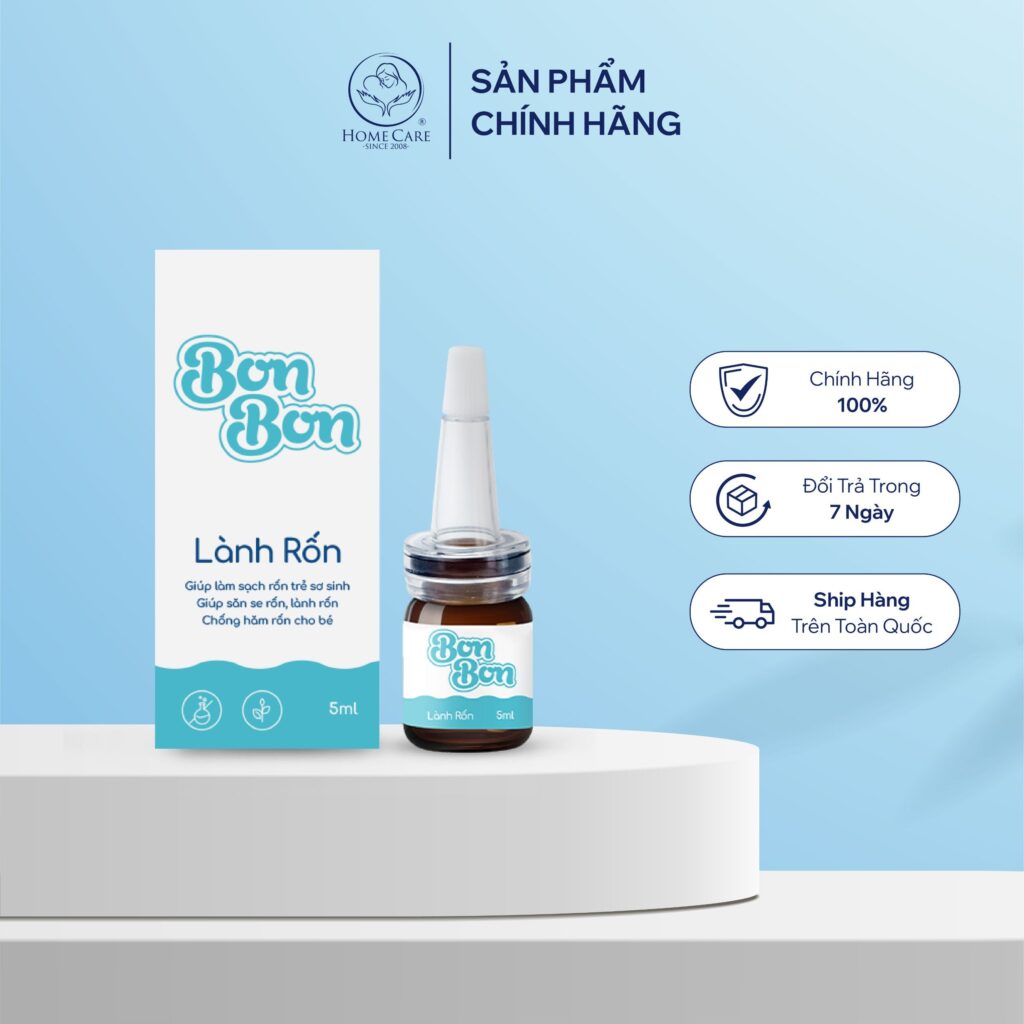 HOME CARE
®
-SINCE 2008-
SẢN PHẨM
CHÍNH HÃNG
Bon
Bon
Lành Rốn
Giúp làm sạch rốn trẻ sơ sinh
Giúp săn se rốn, lành rốn
Chống hăm rốn cho bé
5ml
Bon
Bon
Lành Rốn 5ml
Chính Hãng
100%
Đổi Trả Trong
7 Ngày
Ship Hàng
Trên Toàn Quốc